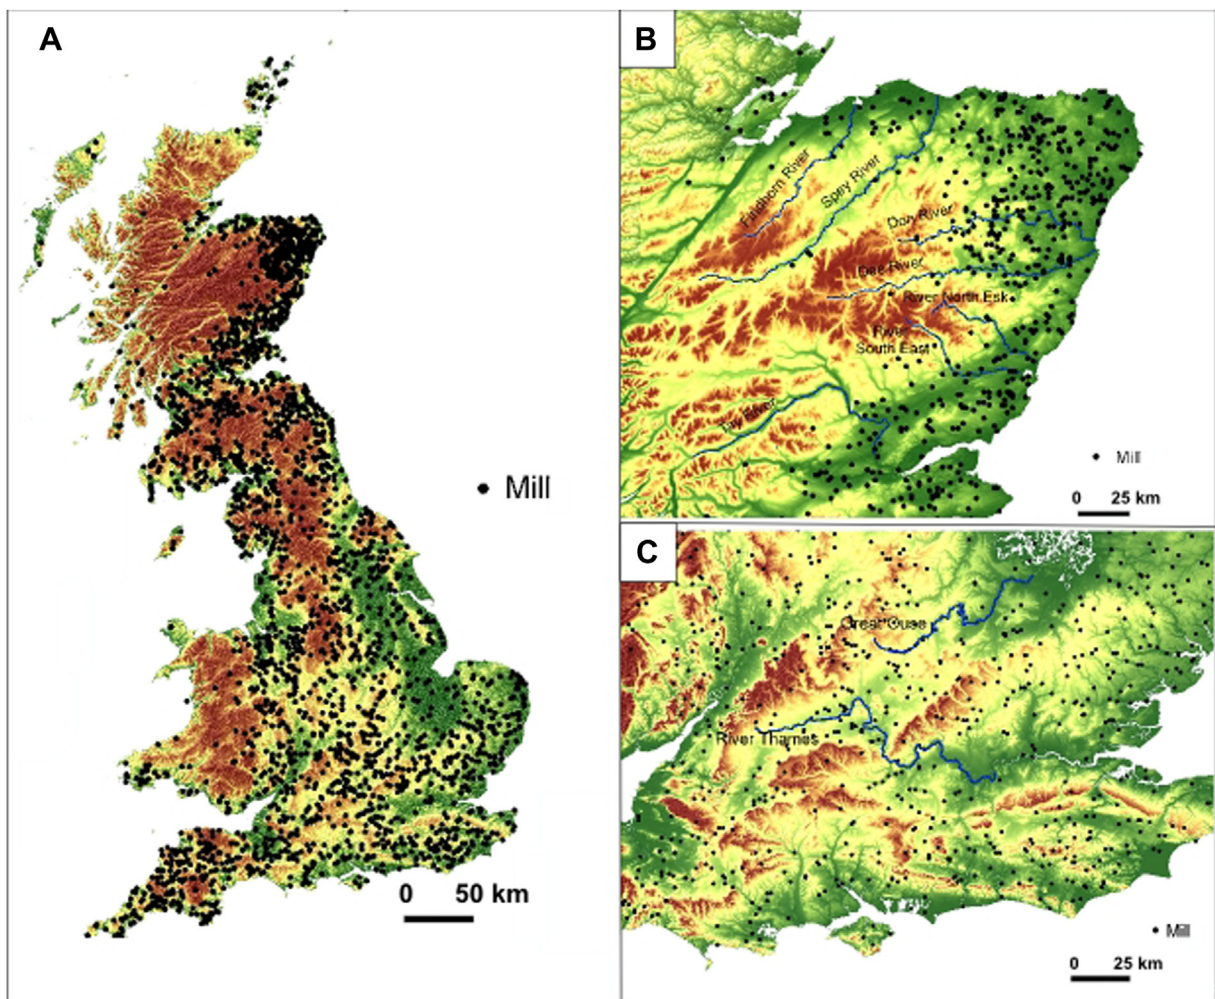 A
Mill
0 50 km
B
Findhorn River
Spey River
Don River
Dee River
River North Esk
River
South East
Tay River
Mill
0 25 km
C
Great Ouse
River Thames
Mill
0 25 km